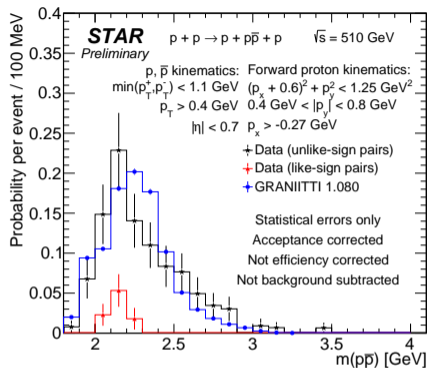 STAR p + p → p + pp̅ + p √s = 510 GeV
Preliminary
p, p̅ kinematics: Forward proton kinematics:
min(p_T^+,p_T^-) < 1.1 GeV (p_x + 0.6)² + p_y² < 1.25 GeV²
p_T > 0.4 GeV 0.4 GeV < |p_y| < 0.8 GeV
|η| < 0.7 p_x > -0.27 GeV
Data (unlike-sign pairs)
Data (like-sign pairs)
GRANIITTI 1.080
Statistical errors only
Acceptance corrected
Not efficiency corrected
Not background subtracted
Probability per event / 100 MeV
0.4
0.35
0.3
0.25
0.2
0.15
0.1
0.05
0
2 2.5 3 3.5 4
m(pp̅) [GeV]